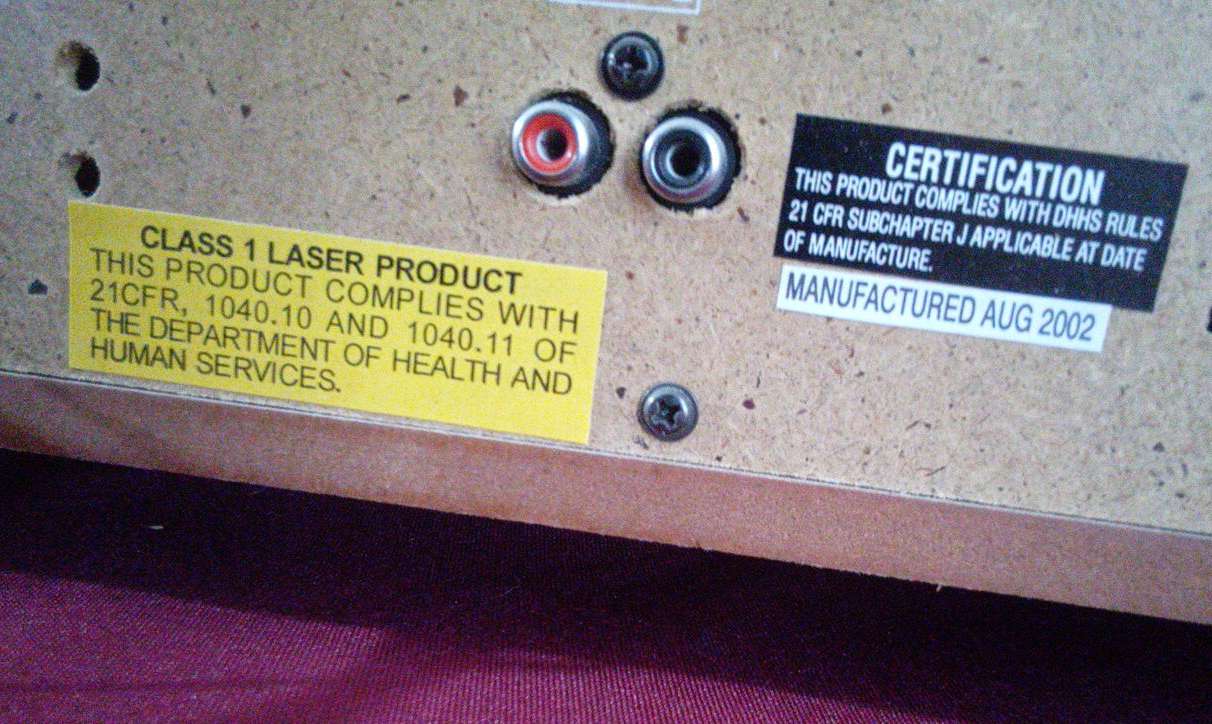 CLASS 1 LASER PRODUCT
THIS PRODUCT COMPLIES WITH
21CFR, 1040.10 AND 1040.11 OF
THE DEPARTMENT OF HEALTH AND
HUMAN SERVICES.
CERTIFICATION
THIS PRODUCT COMPLIES WITH DHHS RULES
21 CFR SUBCHAPTER J APPLICABLE AT DATE
OF MANUFACTURE.
MANUFACTURED AUG 2002